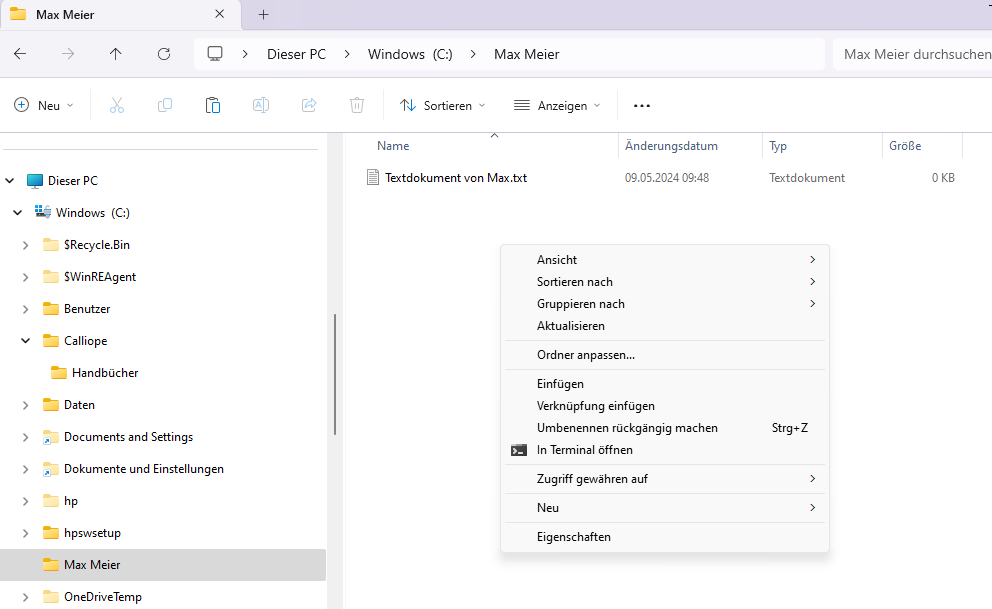 Max Meier
Dieser PC > Windows (C:) > Max Meier
Max Meier durchsuchen
Neu
Sortieren
Anzeigen
Dieser PC
Windows (C:)
$Recycle.Bin
$WinREAgent
Benutzer
Calliope
Handbücher
Daten
Documents and Settings
Dokumente und Einstellungen
hp
hpswsetup
Max Meier
OneDriveTemp
Name Änderungsdatum Typ Größe
Textdokument von Max.txt 09.05.2024 09:48 Textdokument 0 KB
Ansicht
Sortieren nach
Gruppieren nach
Aktualisieren
Ordner anpassen...
Einfügen
Verknüpfung einfügen
Umbenennen rückgängig machen Strg+Z
In Terminal öffnen
Zugriff gewähren auf
Neu
Eigenschaften